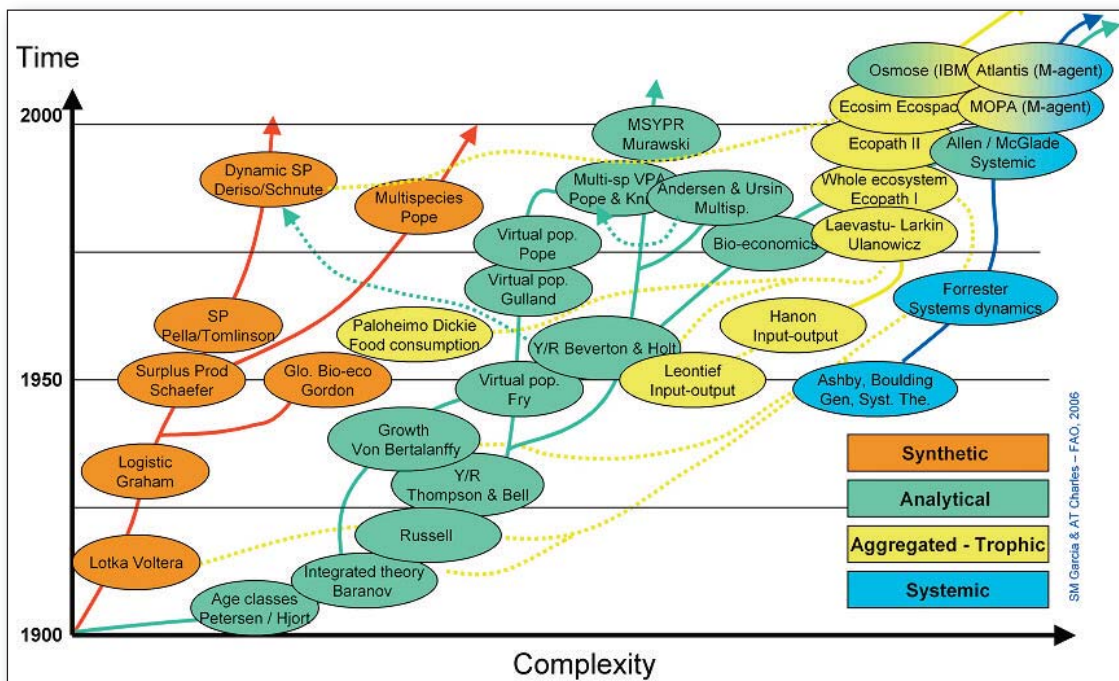 Time
2000
1950
1900
Complexity
Osmose (IBM
Atlantis (M-agent)
Ecosim Ecospac
MOPA (M-agent)
MSYPR
Murawski
Ecopath II
Allen / McGlade
Systemic
Dynamic SP
Deriso/Schnute
Multispecies
Pope
Multi-sp VPA
Pope & Kni
Andersen & Ursin
Multisp.
Whole ecosystem
Ecopath I
Virtual pop.
Pope
Bio-economics
Laevastu- Larkin
Ulanowicz
Virtual pop.
Gulland
Forrester
Systems dynamics
SP
Pella/Tomlinson
Paloheimo Dickie
Food consumption
Hanon
Input-output
Y/R Beverton & Holt
Surplus Prod
Schaefer
Glo. Bio-eco
Gordon
Virtual pop.
Fry
Leontief
Input-output
Ashby, Boulding
Gen, Syst. The.
Growth
Von Bertalanffy
Logistic
Graham
Y/R
Thompson & Bell
Russell
Lotka Voltera
Integrated theory
Baranov
Age classes
Petersen / Hjort
Synthetic
Analytical
Aggregated - Trophic
Systemic
SM Garcia & AT Charles – FAO, 2006